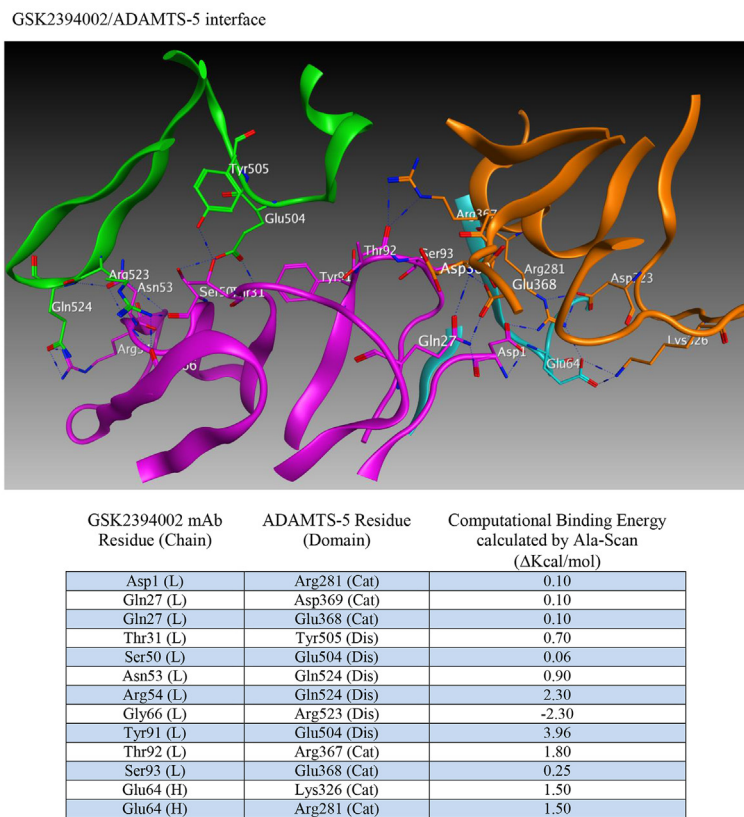 GSK2394002/ADAMTS-5 interface
Tyr505
Glu504
Arg367
Thr92
Ser93
Arg523
Asn53
Tyr91
Arg281
Glu368
Gln524
Thr31
Gln27
Asp1
Glu64
GSK2394002 mAb ADAMTS-5 Residue Computational Binding Energy
Residue (Chain) (Domain) calculated by Ala-Scan
(ΔKcal/mol)
Asp1 (L) Arg281 (Cat) 0.10
Gln27 (L) Asp369 (Cat) 0.10
Gln27 (L) Glu368 (Cat) 0.10
Thr31 (L) Tyr505 (Dis) 0.70
Ser50 (L) Glu504 (Dis) 0.06
Asn53 (L) Gln524 (Dis) 0.90
Arg54 (L) Gln524 (Dis) 2.30
Gly66 (L) Arg523 (Dis) -2.30
Tyr91 (L) Glu504 (Dis) 3.96
Thr92 (L) Arg367 (Cat) 1.80
Ser93 (L) Glu368 (Cat) 0.25
Glu64 (H) Lys326 (Cat) 1.50
Glu64 (H) Arg281 (Cat) 1.50